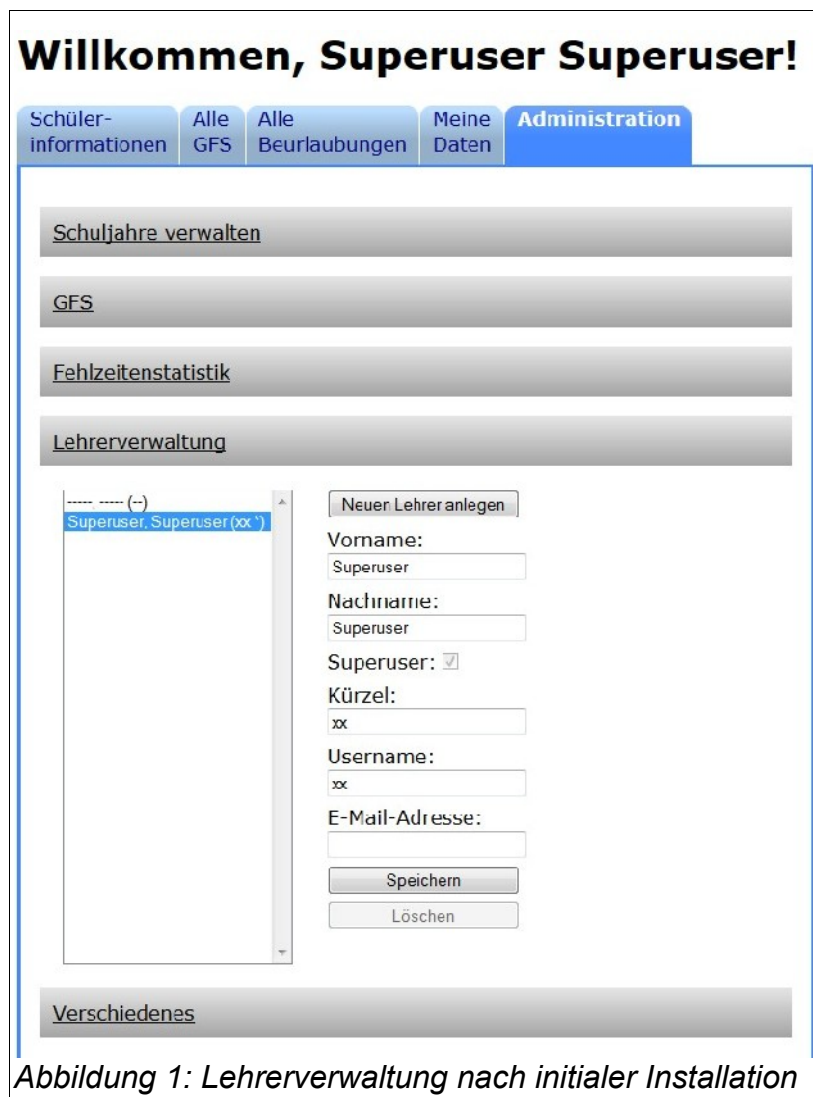 Willkommen, Superuser Superuser!
Schüler-
informationen
Alle
GFS
Alle
Beurlaubungen
Meine
Daten
Administration
Schuljahre verwalten
GFS
Fehlzeitenstatistik
Lehrerverwaltung
-----, ----- (--)
Superuser, Superuser (xx *)
Neuen Lehrer anlegen
Vorname:
Superuser
Nachname:
Superuser
Superuser:
Kürzel:
xx
Username:
xx
E-Mail-Adresse:
Speichern
Löschen
Verschiedenes
Abbildung 1: Lehrerverwaltung nach initialer Installation